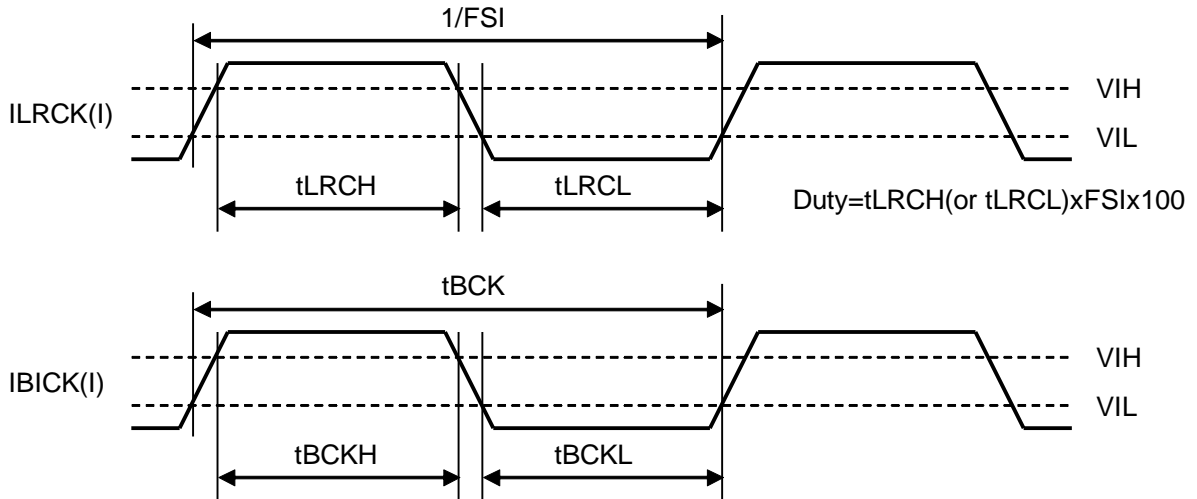 1/FSI
ILRCK(I)
VIH
VIL
tLRCH
tLRCL
Duty=tLRCH(or tLRCL)xFSIx100
tBCK
IBICK(I)
VIH
VIL
tBCKH
tBCKL